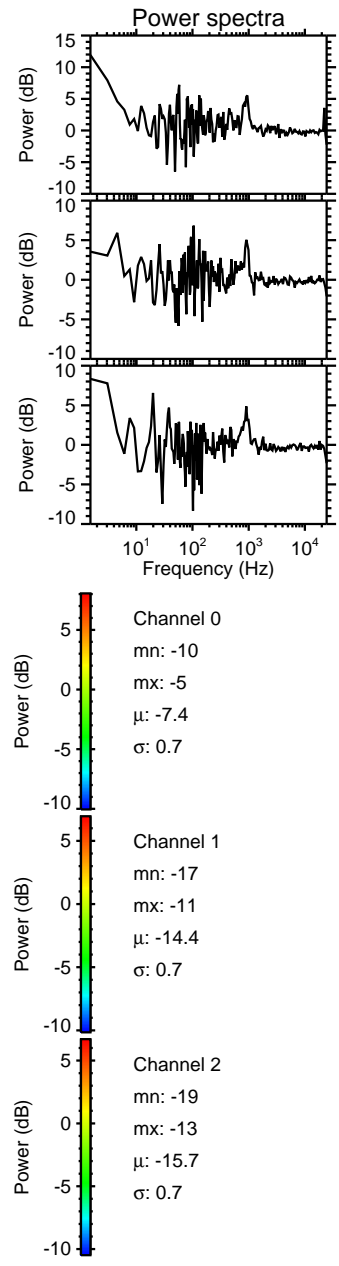 Power spectra
15
10
5
0
-5
-10
Power (dB)
10
5
0
-5
-10
Power (dB)
10
5
0
-5
-10
Power (dB)
10¹ 10² 10³ 10⁴
Frequency (Hz)
5
0
-5
-10
Power (dB)
Channel 0
mn: -10
mx: -5
μ: -7.4
σ: 0.7
5
0
-5
-10
Power (dB)
Channel 1
mn: -17
mx: -11
μ: -14.4
σ: 0.7
5
0
-5
-10
Power (dB)
Channel 2
mn: -19
mx: -13
μ: -15.7
σ: 0.7